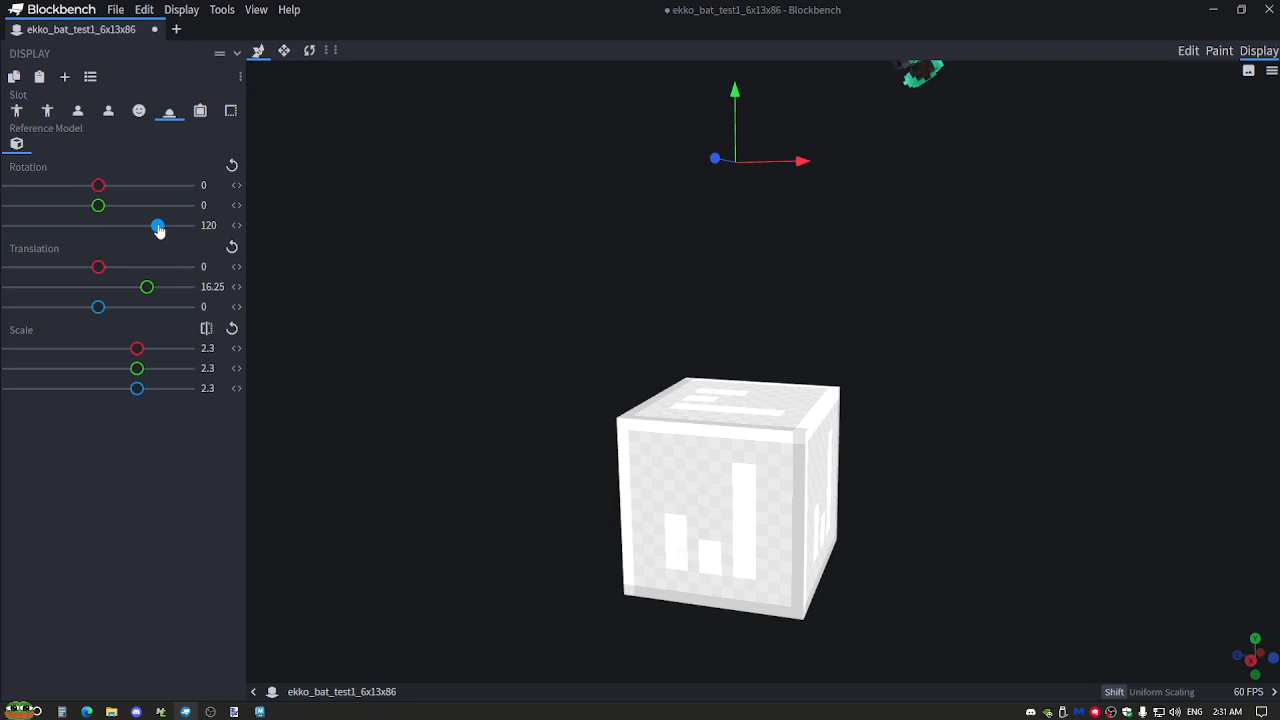 Blockbench File Edit Display Tools View Help
● ekko_bat_test1_6x13x86 - Blockbench
ekko_bat_test1_6x13x86
DISPLAY
Edit Paint Display
Slot
Reference Model
Rotation
0
0
120
Translation
0
16.25
0
Scale
2.3
2.3
2.3
ekko_bat_test1_6x13x86
Shift Uniform Scaling
60 FPS
2:31 AM